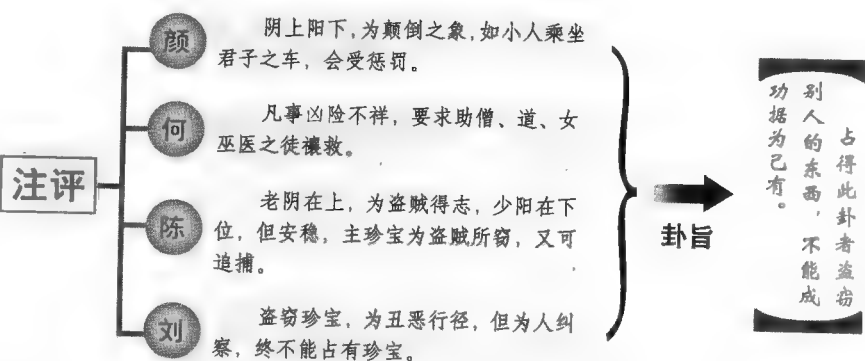 注评
颜
阴上阳下，为颠倒之象，如小人乘坐
君子之车，会受惩罚。
何
凡事凶险不祥，要求助僧、道、女
巫医之徒禳救。
陈
老阴在上，为盗贼得志，少阳在下
位，但安稳，主珍宝为盗贼所窃，又可
追捕。
刘
盗窃珍宝，为丑恶行径，但为人纠
察，终不能占有珍宝。
卦旨
占得此卦者盗窃
别人的东西，不能成
功据为己有。